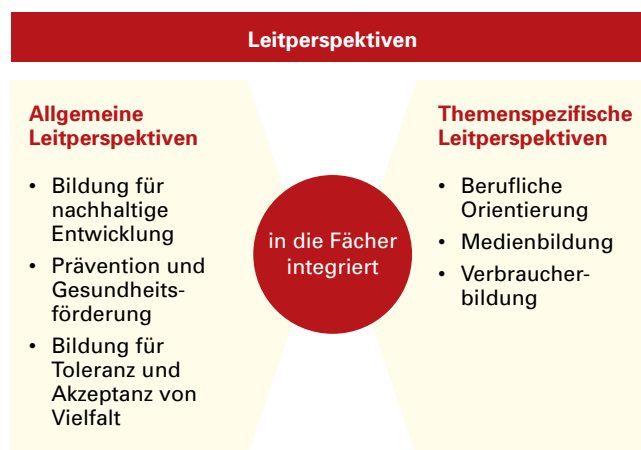 Leitperspektiven
Allgemeine
Leitperspektiven
• Bildung für
nachhaltige
Entwicklung
• Prävention und
Gesundheits-
förderung
• Bildung für
Toleranz und
Akzeptanz von
Vielfalt
in die Fächer
integriert
Themenspezifische
Leitperspektiven
• Berufliche
Orientierung
• Medienbildung
• Verbraucher-
bildung